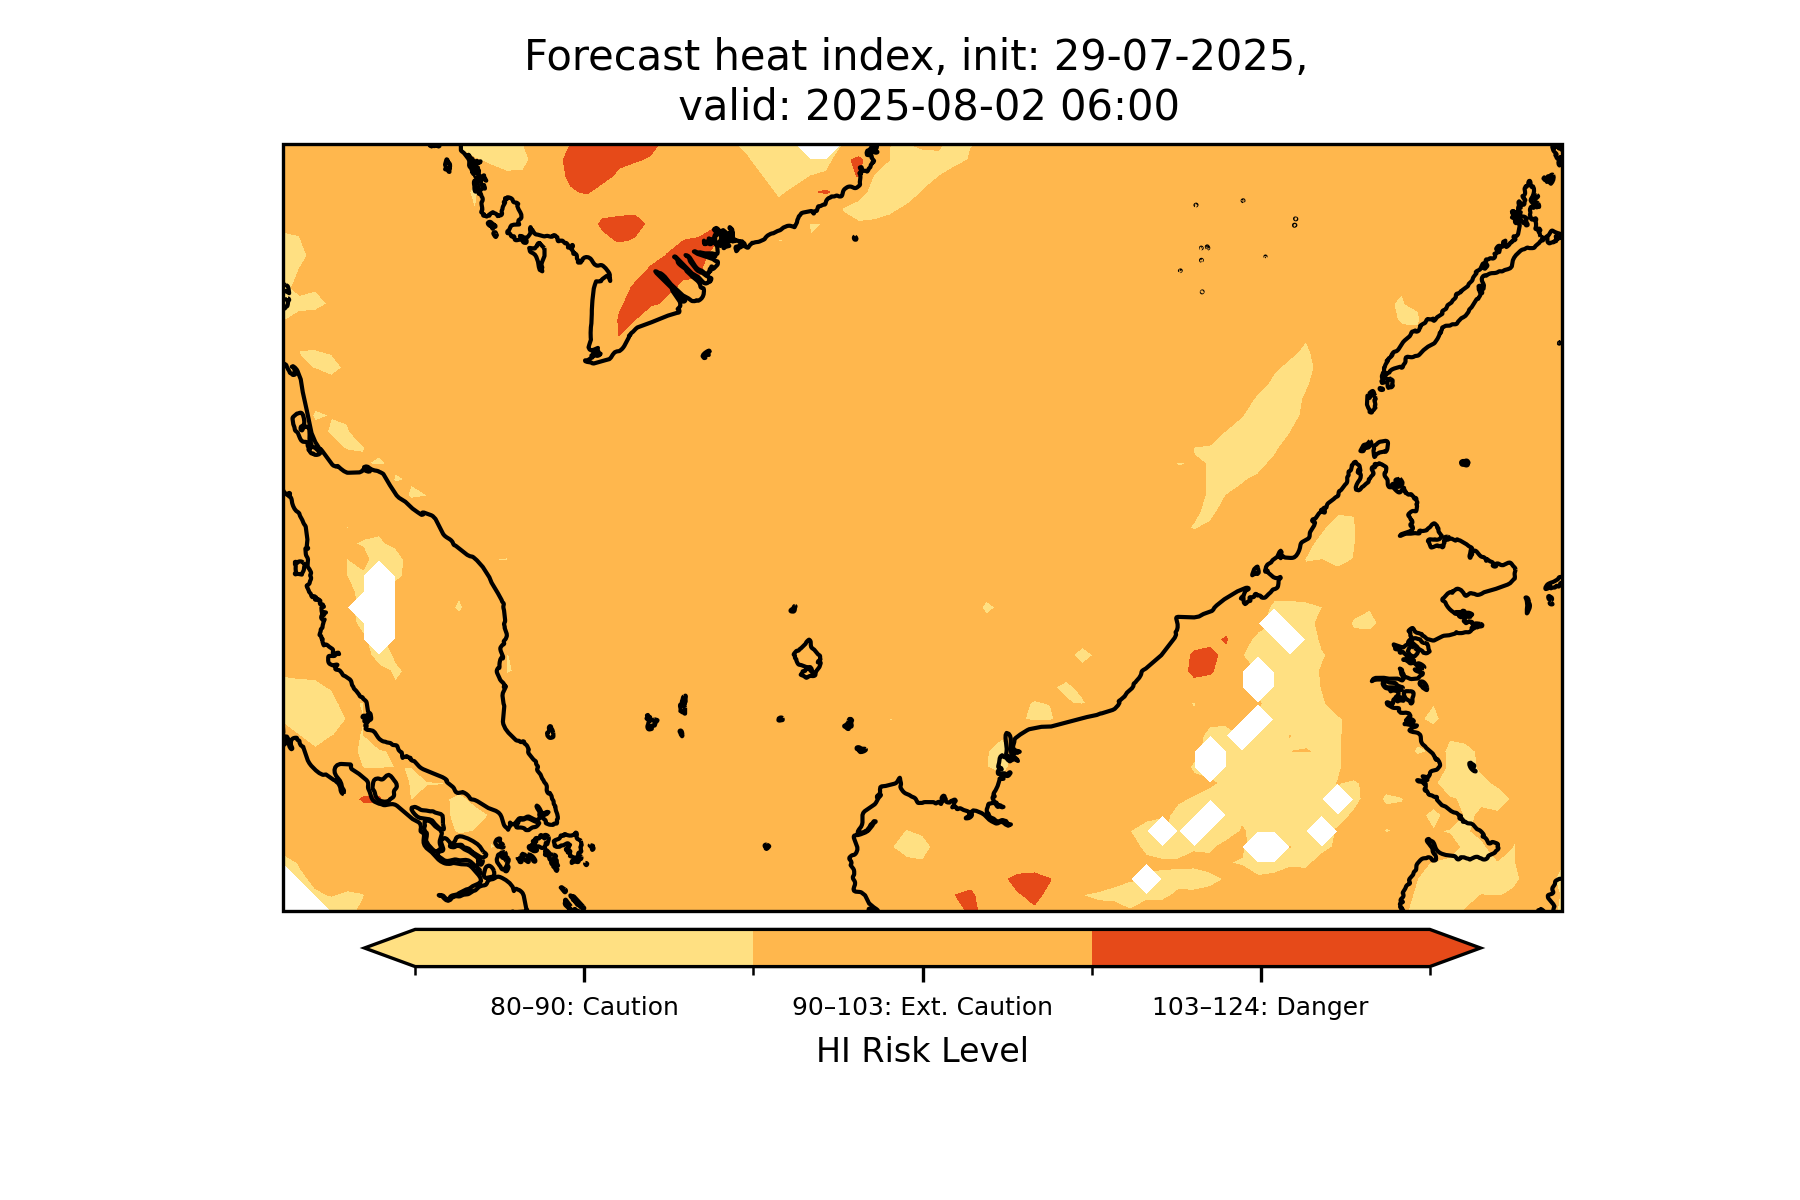 Forecast heat index, init: 29-07-2025,
valid: 2025-08-02 06:00
80–90: Caution
90–103: Ext. Caution
103–124: Danger
HI Risk Level